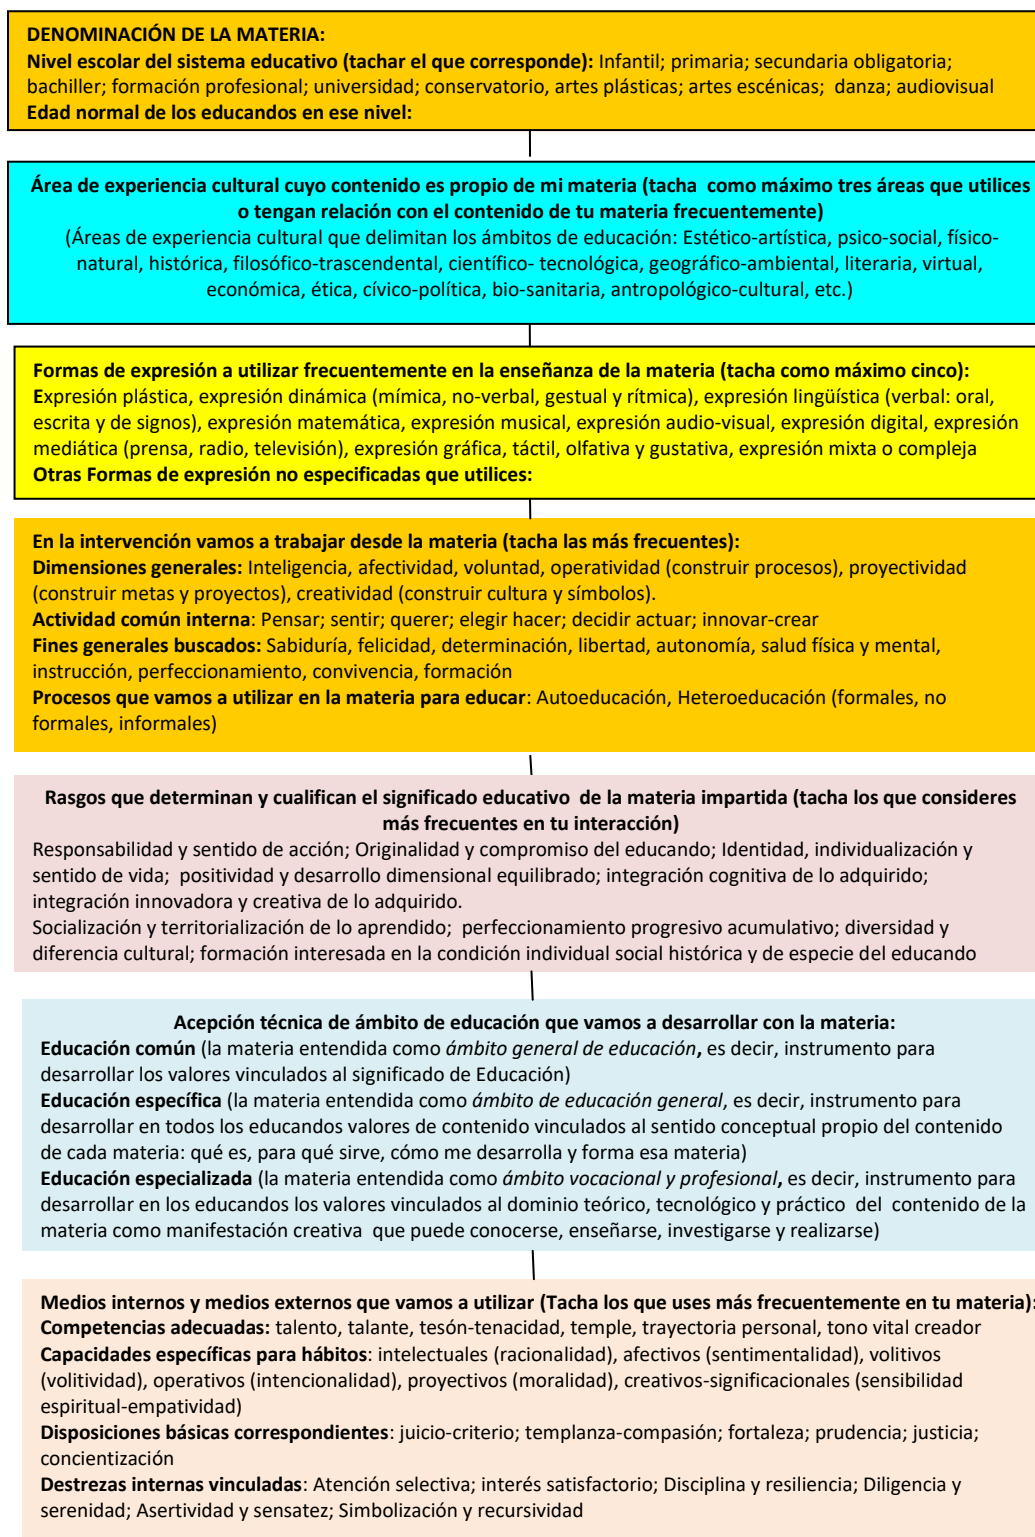 DENOMINACIÓN DE LA MATERIA:
Nivel escolar del sistema educativo (tachar el que corresponde): Infantil; primaria; secundaria obligatoria;
bachiller; formación profesional; universidad; conservatorio, artes plásticas; artes escénicas; danza; audiovisual
Edad normal de los educandos en ese nivel:
Área de experiencia cultural cuyo contenido es propio de mi materia (tacha como máximo tres áreas que utilices
o tengan relación con el contenido de tu materia frecuentemente)
(Áreas de experiencia cultural que delimitan los ámbitos de educación: Estético-artística, psico-social, físico-
natural, histórica, filosófico-trascendental, científico- tecnológica, geográfico-ambiental, literaria, virtual,
económica, ética, cívico-política, bio-sanitaria, antropológico-cultural, etc.)
Formas de expresión a utilizar frecuentemente en la enseñanza de la materia (tacha como máximo cinco):
Expresión plástica, expresión dinámica (mímica, no-verbal, gestual y rítmica), expresión lingüística (verbal: oral,
escrita y de signos), expresión matemática, expresión musical, expresión audio-visual, expresión digital, expresión
mediática (prensa, radio, televisión), expresión gráfica, táctil, olfativa y gustativa, expresión mixta o compleja
Otras Formas de expresión no especificadas que utilices:
En la intervención vamos a trabajar desde la materia (tacha las más frecuentes):
Dimensiones generales: Inteligencia, afectividad, voluntad, operatividad (construir procesos), proyectividad
(construir metas y proyectos), creatividad (construir cultura y símbolos).
Actividad común interna: Pensar; sentir; querer; elegir hacer; decidir actuar; innovar-crear
Fines generales buscados: Sabiduría, felicidad, determinación, libertad, autonomía, salud física y mental,
instrucción, perfeccionamiento, convivencia, formación
Procesos que vamos a utilizar en la materia para educar: Autoeducación, Heteroeducación (formales, no
formales, informales)
Rasgos que determinan y cualifican el significado educativo de la materia impartida (tacha los que consideres
más frecuentes en tu interacción)
Responsabilidad y sentido de acción; Originalidad y compromiso del educando; Identidad, individualización y
sentido de vida; positividad y desarrollo dimensional equilibrado; integración cognitiva de lo adquirido;
integración innovadora y creativa de lo adquirido.
Socialización y territorialización de lo aprendido; perfeccionamiento progresivo acumulativo; diversidad y
diferencia cultural; formación interesada en la condición individual social histórica y de especie del educando
Acepción técnica de ámbito de educación que vamos a desarrollar con la materia:
Educación común (la materia entendida como ámbito general de educación, es decir, instrumento para
desarrollar los valores vinculados al significado de Educación)
Educación específica (la materia entendida como ámbito de educación general, es decir, instrumento para
desarrollar en todos los educandos valores de contenido vinculados al sentido conceptual propio del contenido
de cada materia: qué es, para qué sirve, cómo me desarrolla y forma esa materia)
Educación especializada (la materia entendida como ámbito vocacional y profesional, es decir, instrumento para
desarrollar en los educandos los valores vinculados al dominio teórico, tecnológico y práctico del contenido de la
materia como manifestación creativa que puede conocerse, enseñarse, investigarse y realizarse)
Medios internos y medios externos que vamos a utilizar (Tacha los que uses más frecuentemente en tu materia):
Competencias adecuadas: talento, talante, tesón-tenacidad, temple, trayectoria personal, tono vital creador
Capacidades específicas para hábitos: intelectuales (racionalidad), afectivos (sentimentalidad), volitivos
(volitividad), operativos (intencionalidad), proyectivos (moralidad), creativos-significacionales (sensibilidad
espiritual-empatividad)
Disposiciones básicas correspondientes: juicio-criterio; templanza-compasión; fortaleza; prudencia; justicia;
concientización
Destrezas internas vinculadas: Atención selectiva; interés satisfactorio; Disciplina y resiliencia; Diligencia y
serenidad; Asertividad y sensatez; Simbolización y recursividad